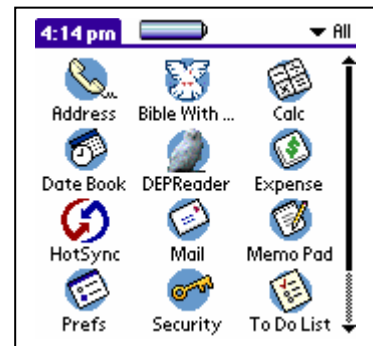 4:14 pm All
Address Bible With ... Calc
Date Book DEPReader Expense
HotSync Mail Memo Pad
Prefs Security To Do List